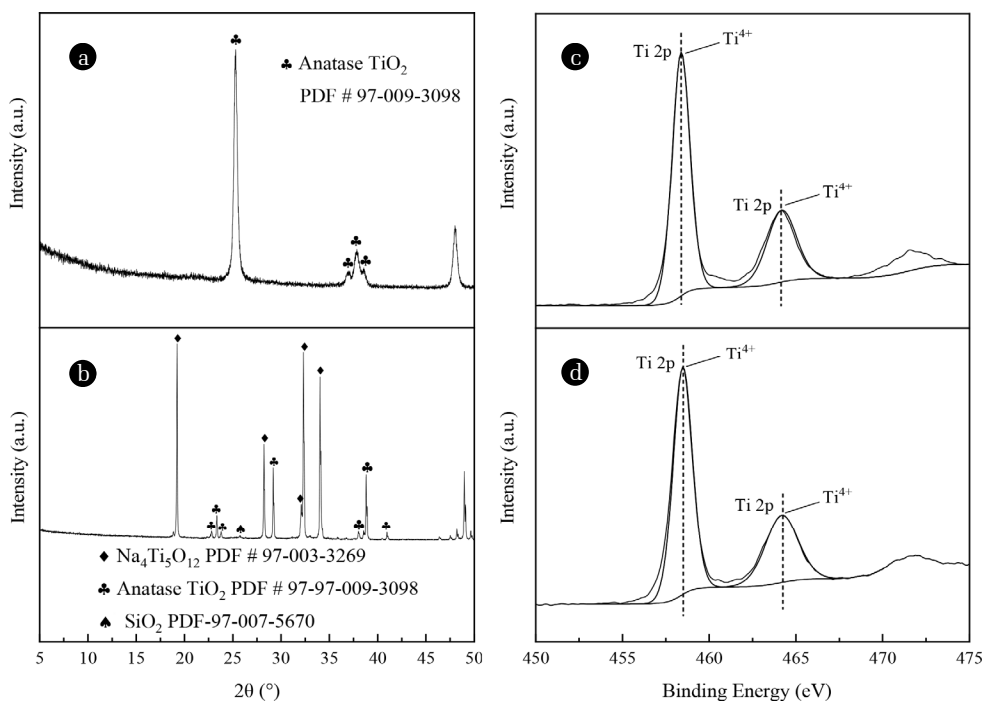 a
♣ Anatase TiO₂
PDF # 97-009-3098
Intensity (a.u.)
b
♦ Na₄Ti₅O₁₂ PDF # 97-003-3269
♣ Anatase TiO₂ PDF # 97-97-009-3098
♠ SiO₂ PDF-97-007-5670
Intensity (a.u.)
5 10 15 20 25 30 35 40 45 50
2θ (°)
c
Ti 2p
Ti⁴⁺
Ti 2p
Ti⁴⁺
Intensity (a.u.)
d
Ti 2p
Ti⁴⁺
Ti 2p
Ti⁴⁺
Intensity (a.u.)
450 455 460 465 470 475
Binding Energy (eV)